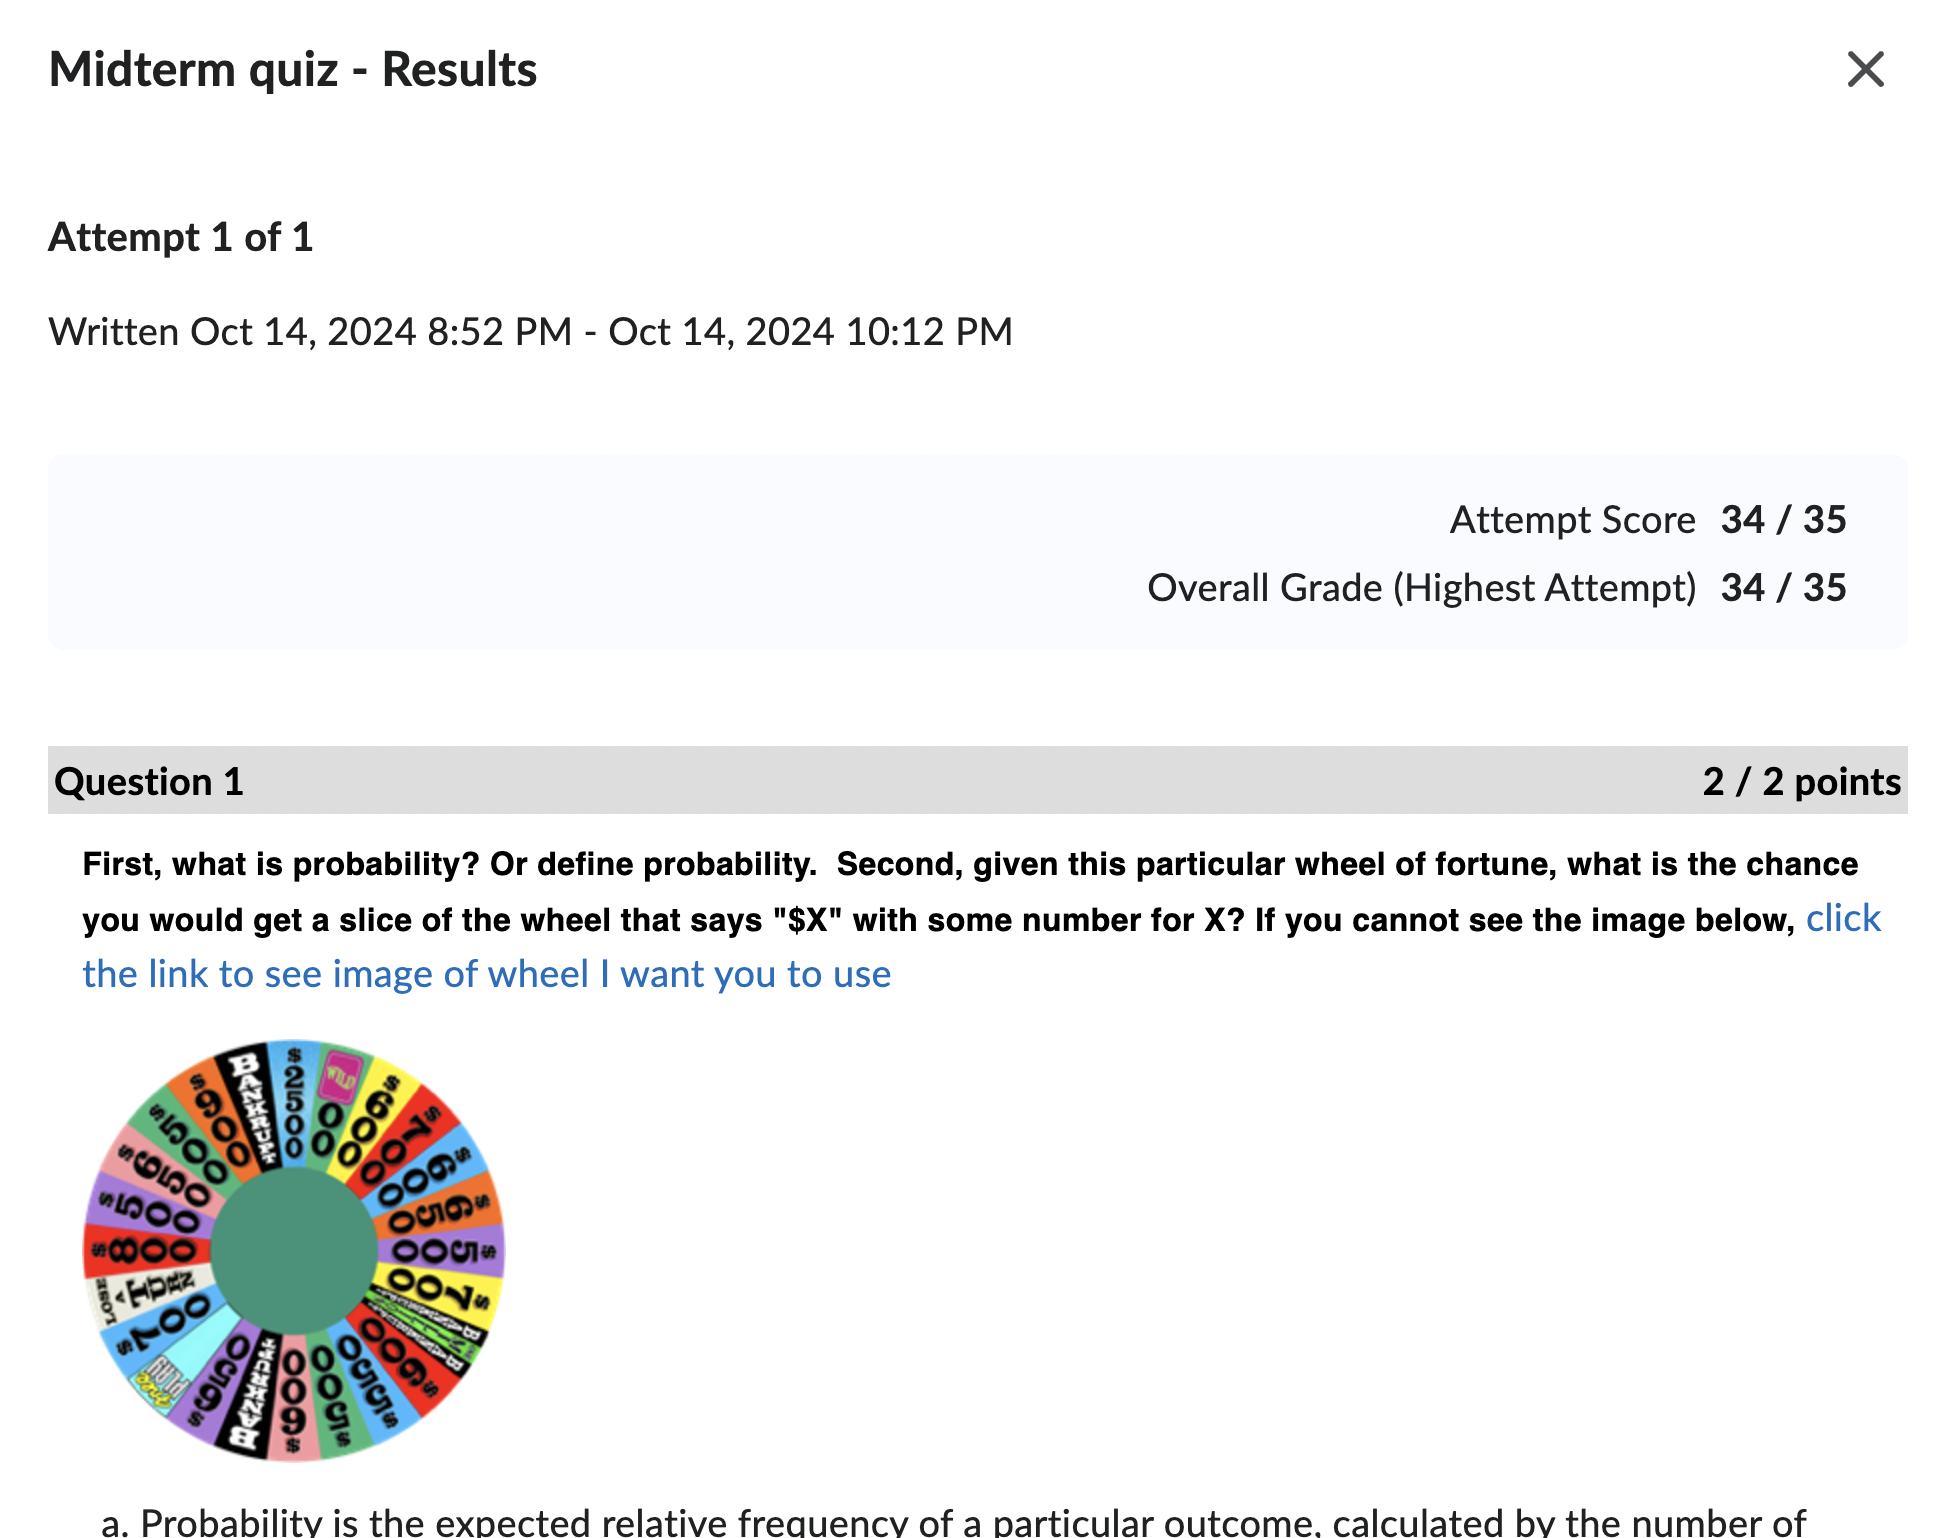 Midterm quiz - Results
Attempt 1 of 1
Written Oct 14, 2024 8:52 PM - Oct 14, 2024 10:12 PM
Attempt Score 34 / 35
Overall Grade (Highest Attempt) 34 / 35
Question 1 2 / 2 points
First, what is probability? Or define probability. Second, given this particular wheel of fortune, what is the chance
you would get a slice of the wheel that says "$X" with some number for X? If you cannot see the image below, click
the link to see image of wheel I want you to use
$2500
WILD 00
$600
$700
$600
$650
$500
$700
$600
$550
$500
$600
BANKRUPT
$650
FREE PLAY
$700
LOSE A TURN
$800
$500
$650
$500
$900
BANKRUPT
a. Probability is the expected relative frequency of a particular outcome, calculated by the number of